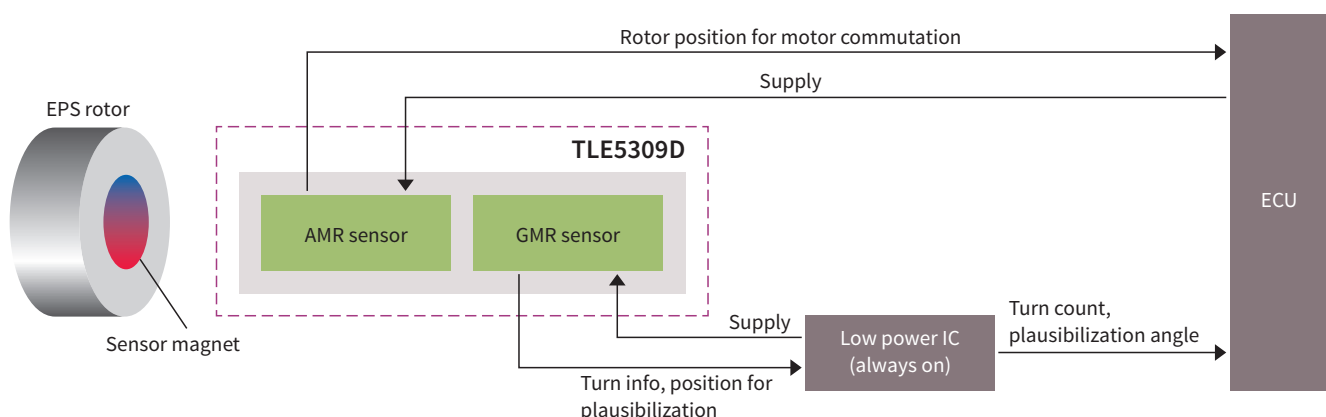 Rotor position for motor commutation
Supply
EPS rotor
TLE5309D
AMR sensor
GMR sensor
ECU
Sensor magnet
Supply
Low power IC
(always on)
Turn count,
plausibilization angle
Turn info, position for
plausibilization